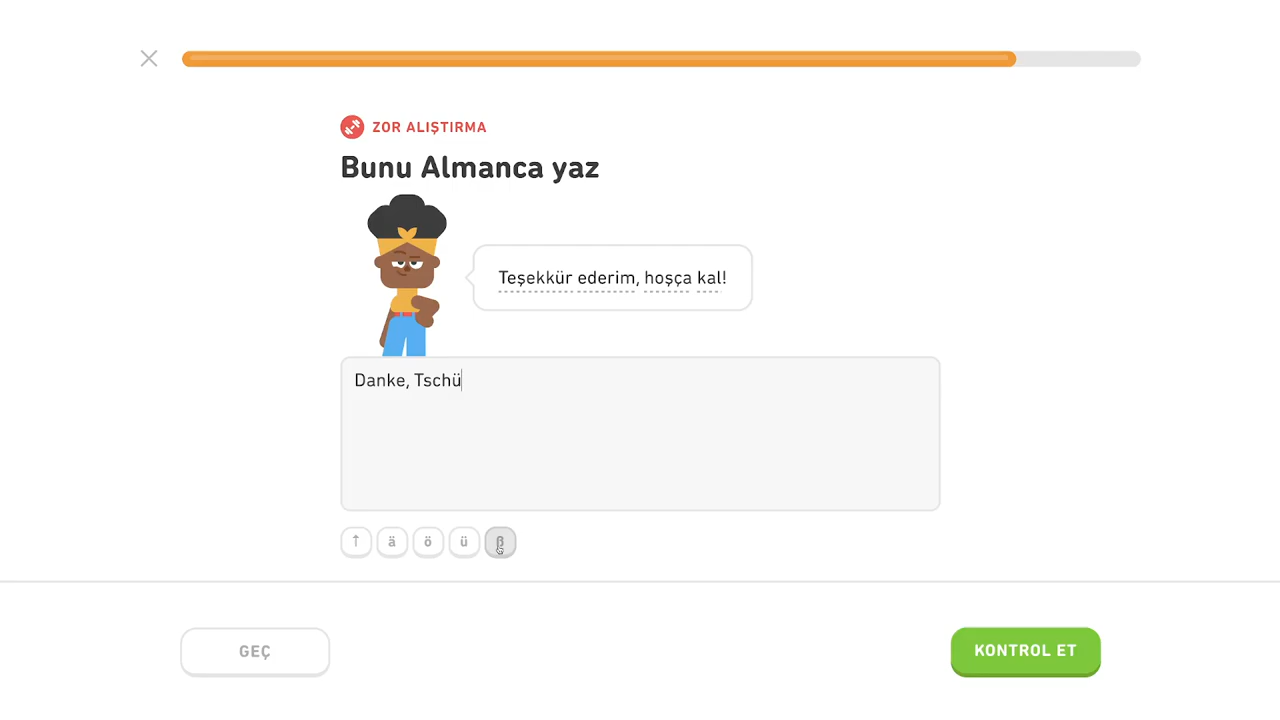 ZOR ALIŞTIRMA
Bunu Almanca yaz
Teşekkür ederim, hoşça kal!
Danke, Tschü
↑ ä ö ü ß
GEÇ
KONTROL ET